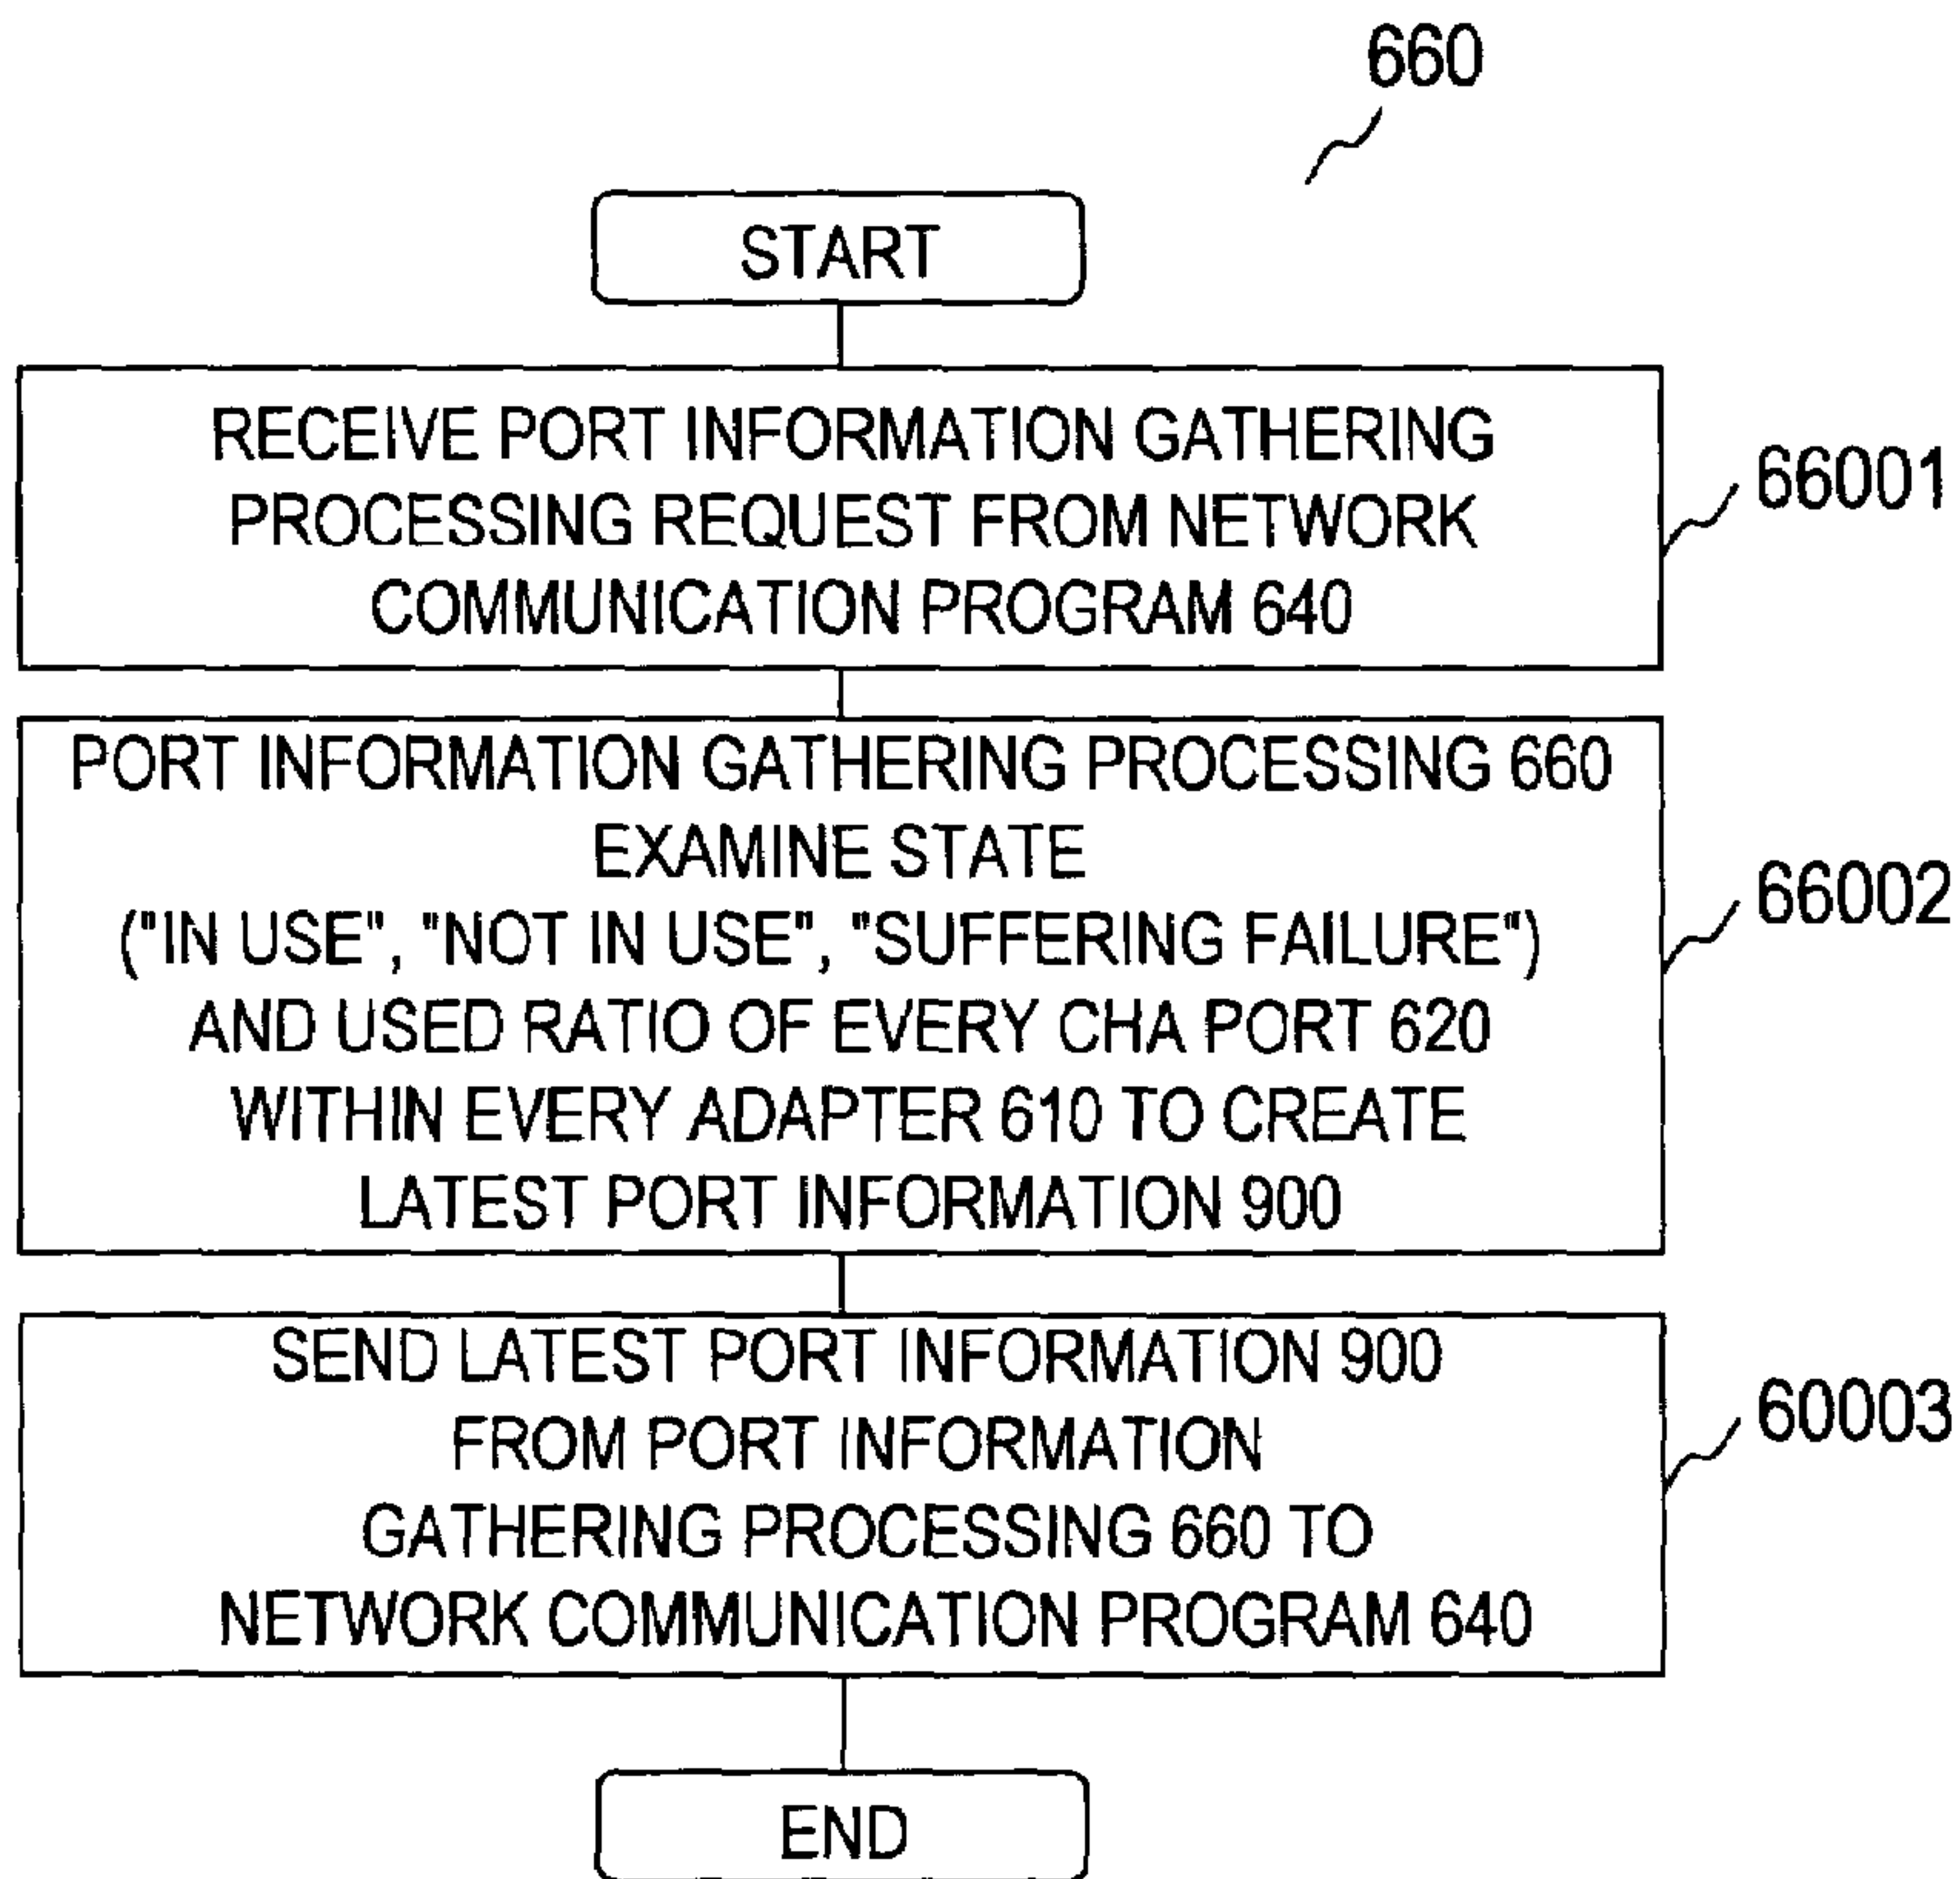 660
START
RECEIVE PORT INFORMATION GATHERING
PROCESSING REQUEST FROM NETWORK
COMMUNICATION PROGRAM 640
66001
PORT INFORMATION GATHERING PROCESSING 660
EXAMINE STATE
("IN USE", "NOT IN USE", "SUFFERING FAILURE")
AND USED RATIO OF EVERY CHA PORT 620
WITHIN EVERY ADAPTER 610 TO CREATE
LATEST PORT INFORMATION 900
66002
SEND LATEST PORT INFORMATION 900
FROM PORT INFORMATION
GATHERING PROCESSING 660 TO
NETWORK COMMUNICATION PROGRAM 640
60003
END